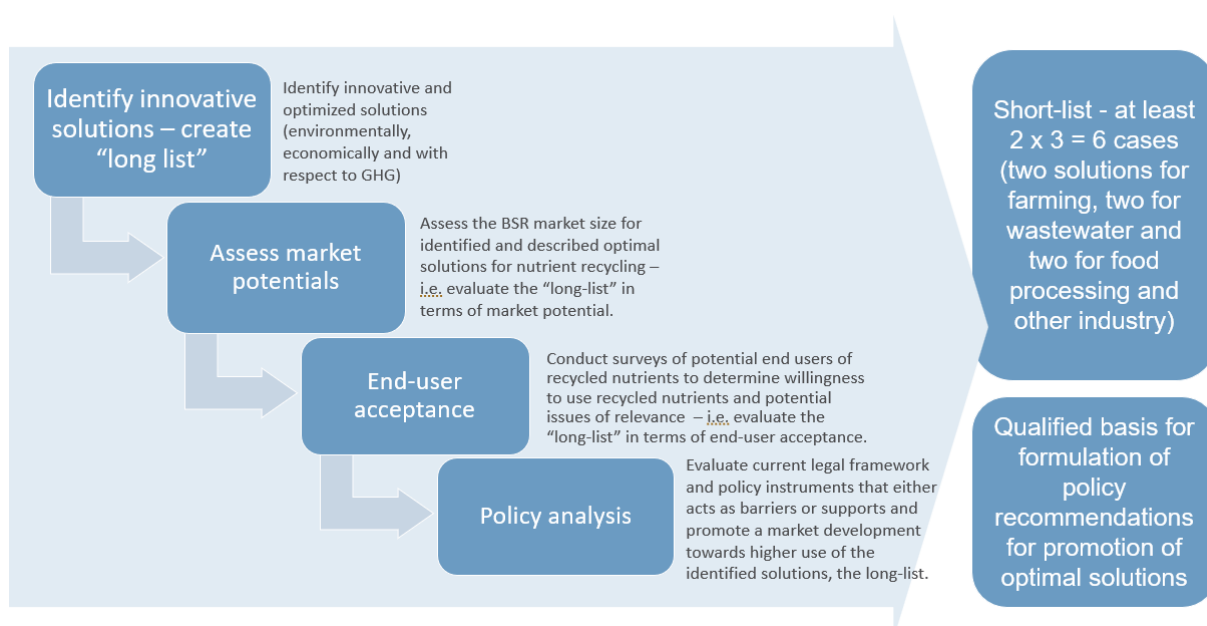 Identify innovative
solutions – create
“long list”
Identify innovative and
optimized solutions
(environmentally,
economically and with
respect to GHG)
Assess market
potentials
Assess the BSR market size for
identified and described optimal
solutions for nutrient recycling –
i.e. evaluate the “long-list” in
terms of market potential.
End-user
acceptance
Conduct surveys of potential end users of
recycled nutrients to determine willingness
to use recycled nutrients and potential
issues of relevance – i.e. evaluate the
“long-list” in terms of end-user acceptance.
Policy analysis
Evaluate current legal framework
and policy instruments that either
acts as barriers or supports and
promote a market development
towards higher use of the
identified solutions, the long-list.
Short-list - at least
2 x 3 = 6 cases
(two solutions for
farming, two for
wastewater and
two for food
processing and
other industry)
Qualified basis for
formulation of
policy
recommendations
for promotion of
optimal solutions